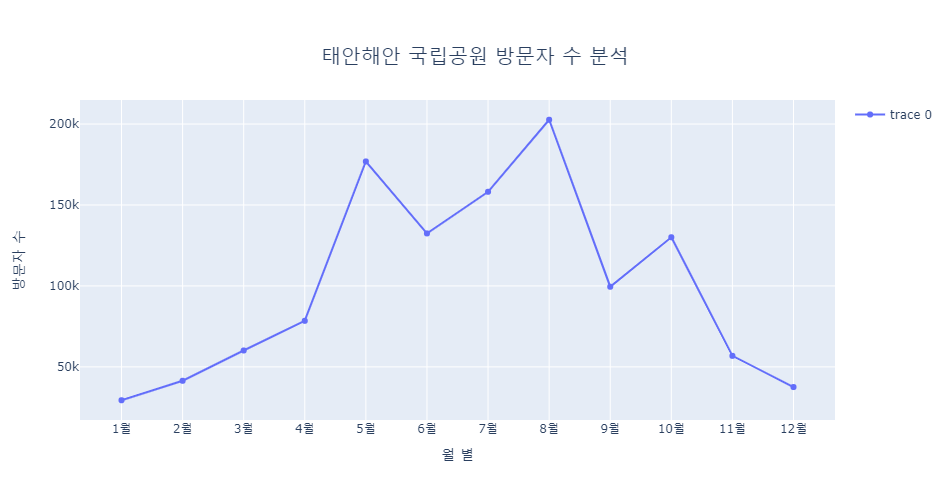 태안해안 국립공원 방문자 수 분석
trace 0
방문자 수
200k
150k
100k
50k
1월 2월 3월 4월 5월 6월 7월 8월 9월 10월 11월 12월
월 별